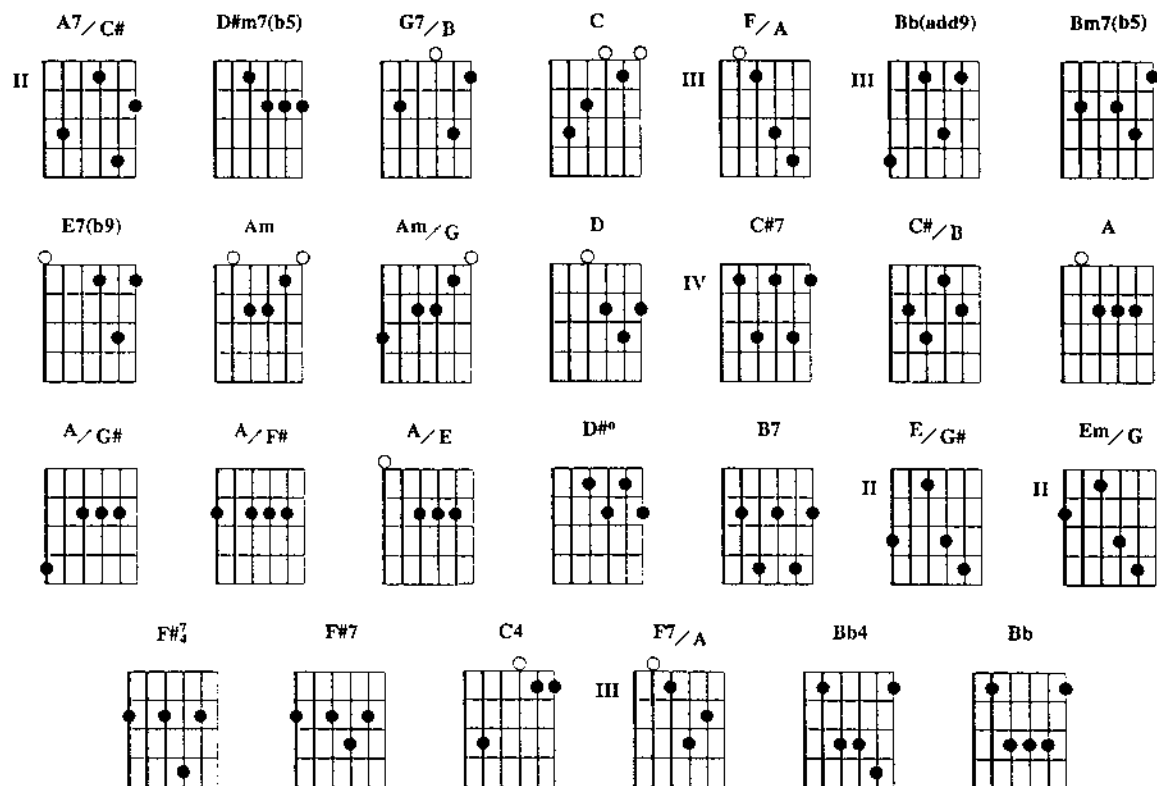 A7/C# D#m7(b5) G7/B C F/A Bb(add9) Bm7(b5)
II III III
E7(b9) Am Am/G D C#7 C#/B A
IV
A/G# A/F# A/E D#º B7 E/G# Em/G
II II
F#7/4 F#7 C4 F7/A Bb4 Bb
III